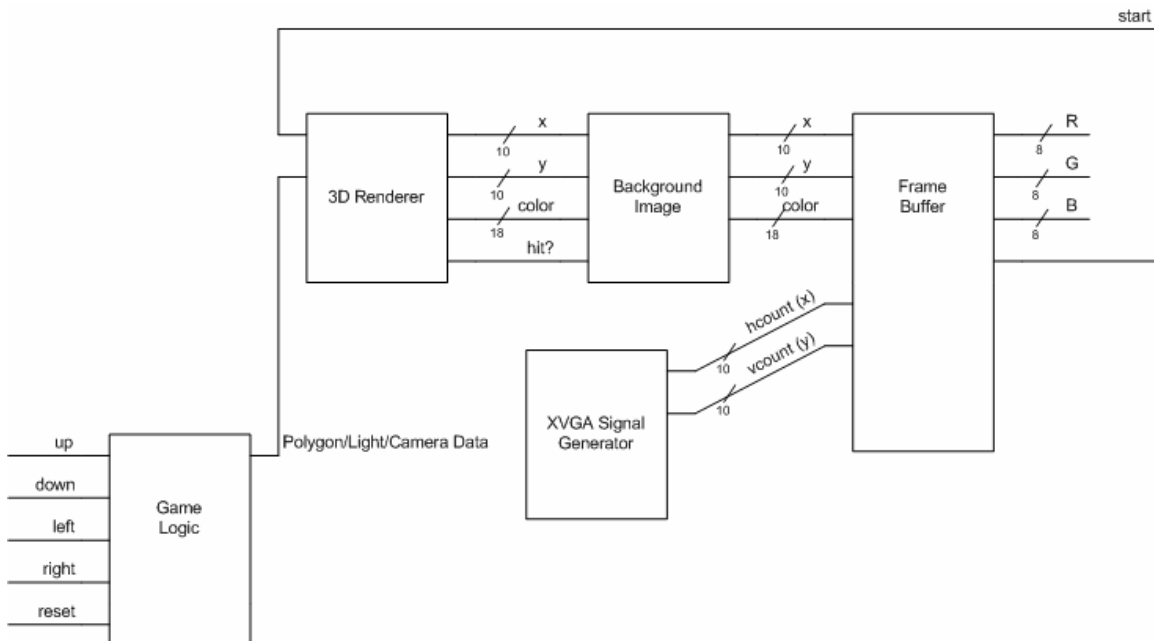 start
x
10
y
10
color
18
hit?
3D Renderer
Background
Image
x
10
y
10
color
18
Frame
Buffer
R
8
G
8
B
8
hcount (x)
10
vcount (y)
10
XVGA Signal
Generator
Polygon/Light/Camera Data
up
down
left
right
reset
Game
Logic